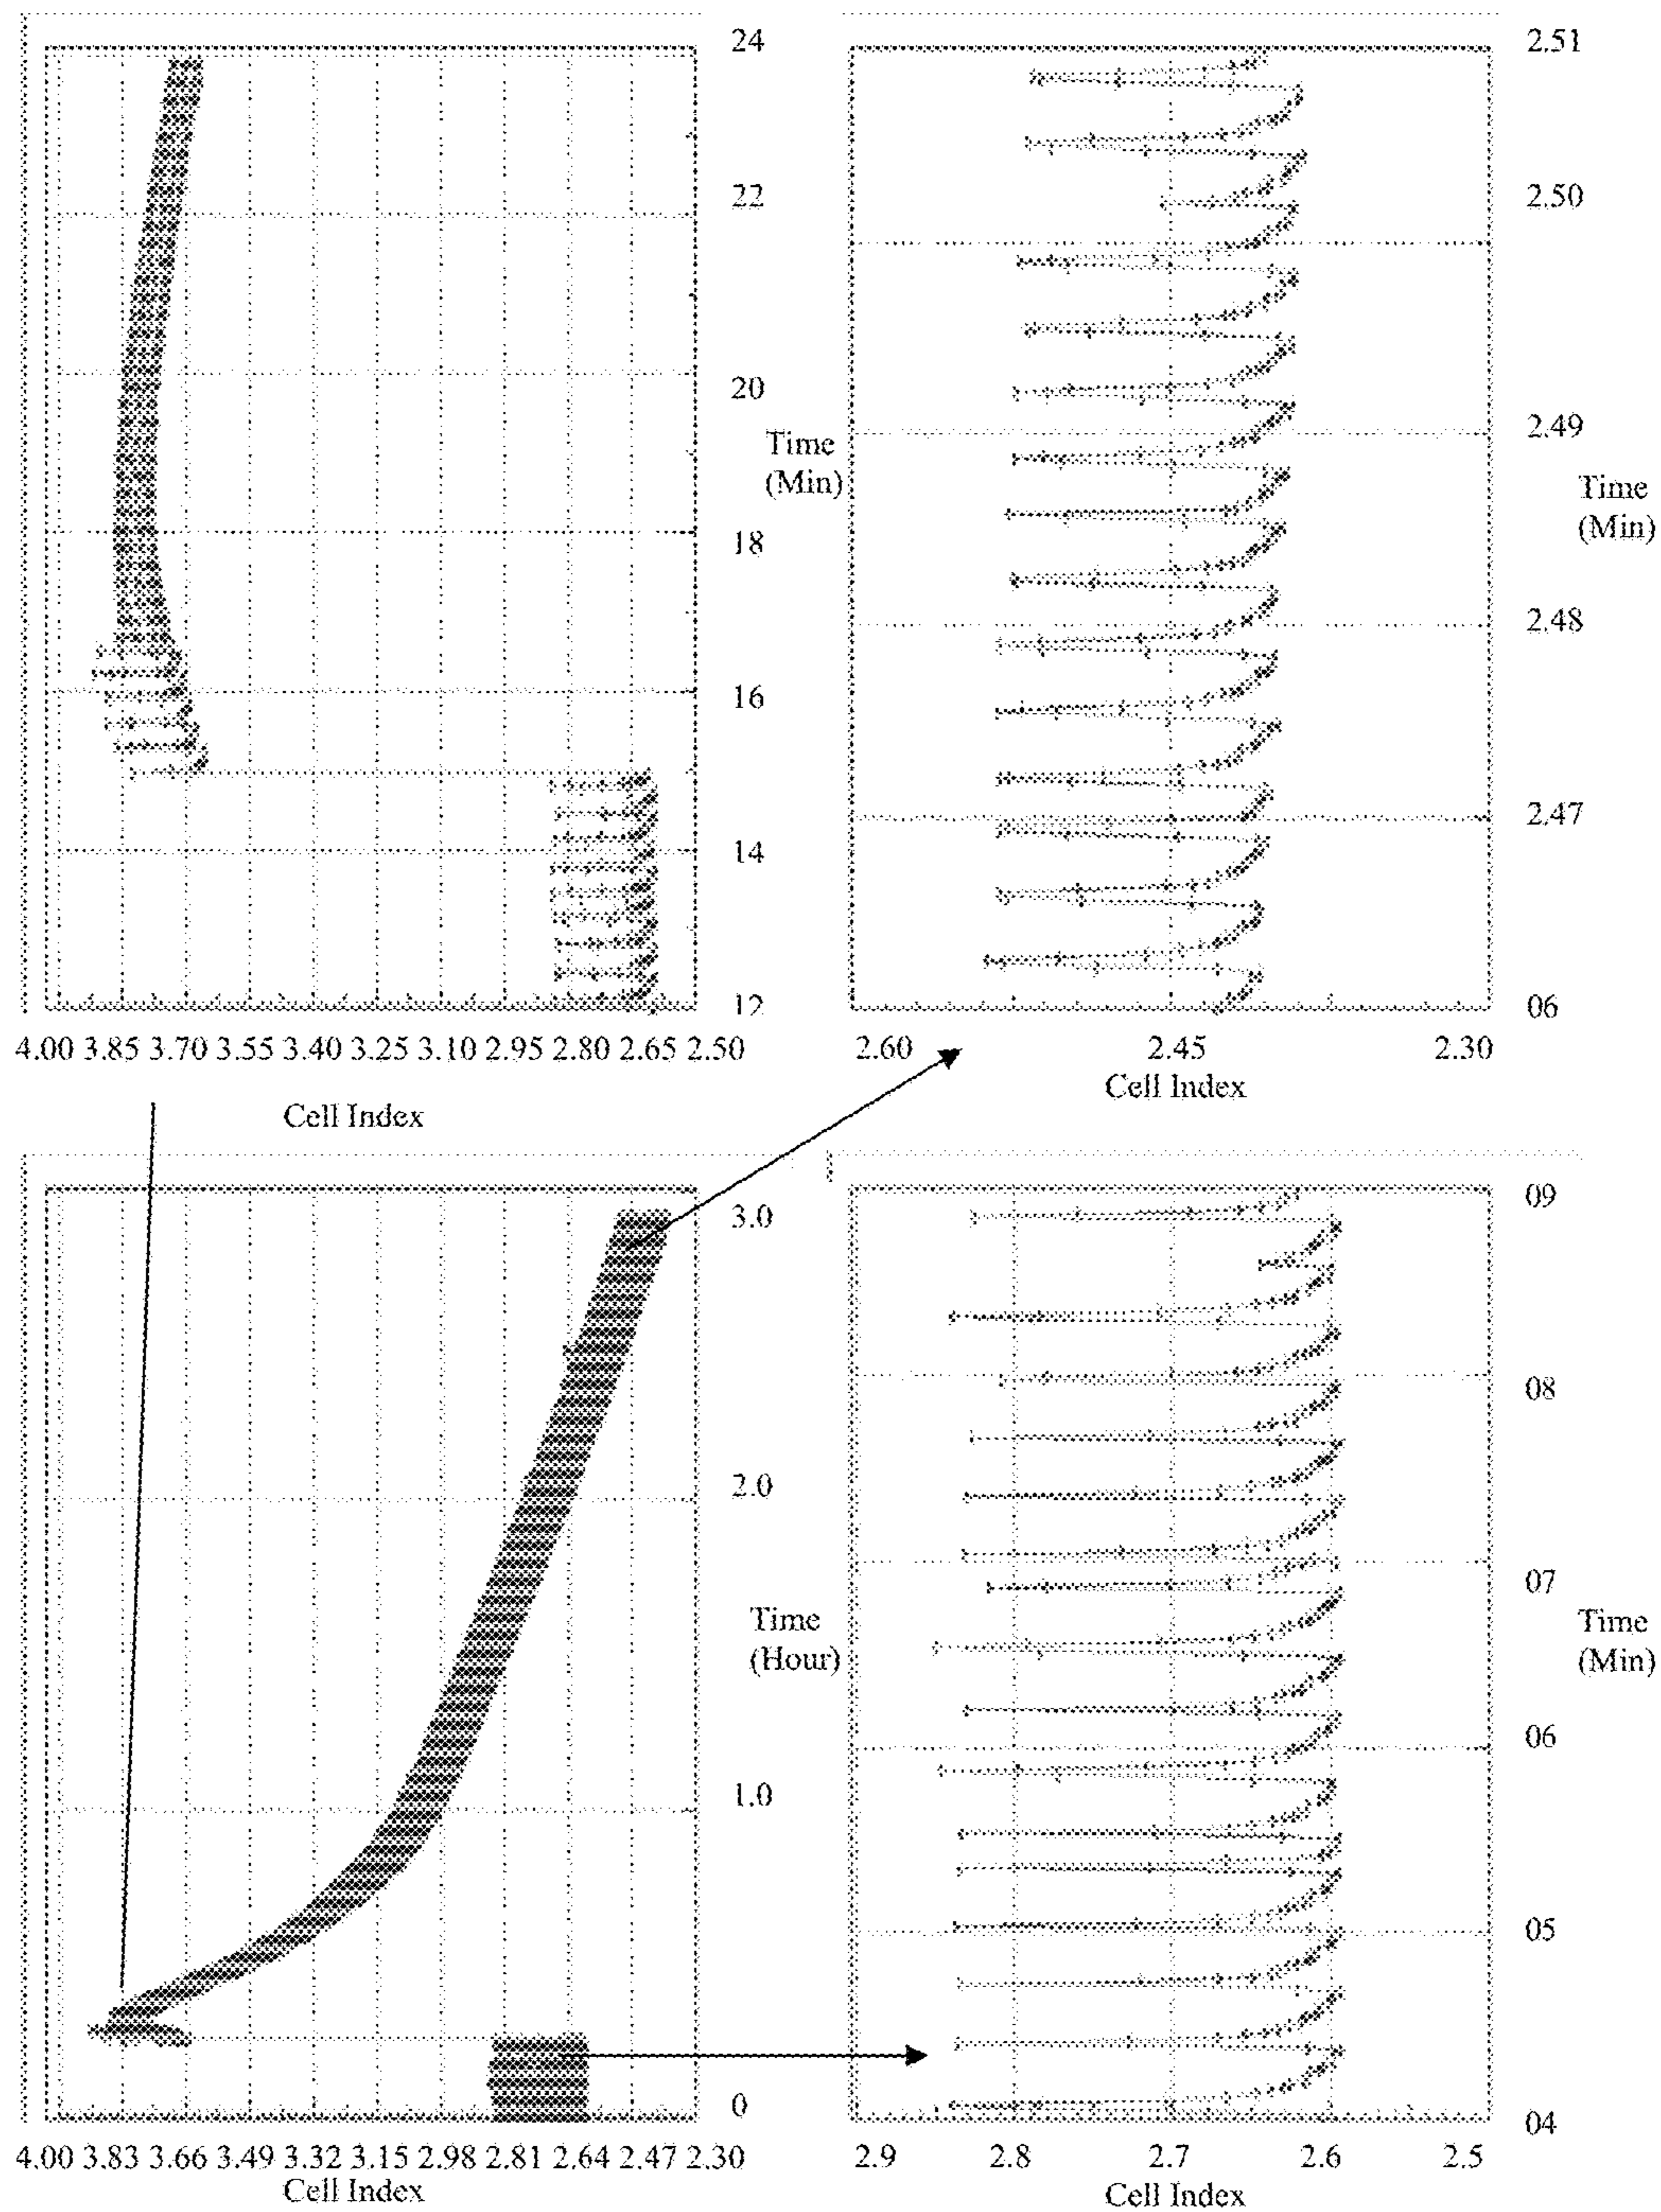 24
22
20
Time
(Min)
18
16
14
12
4.00 3.85 3.70 3.55 3.40 3.25 3.10 2.95 2.80 2.65 2.50
Cell Index
2.51
2.50
2.49
Time
(Min)
2.48
2.47
06
2.60 2.45 2.30
Cell Index
3.0
2.0
Time
(Hour)
1.0
0
4.00 3.83 3.66 3.49 3.32 3.15 2.98 2.81 2.64 2.47 2.30
Cell Index
09
08
07
Time
(Min)
06
05
04
2.9 2.8 2.7 2.6 2.5
Cell Index